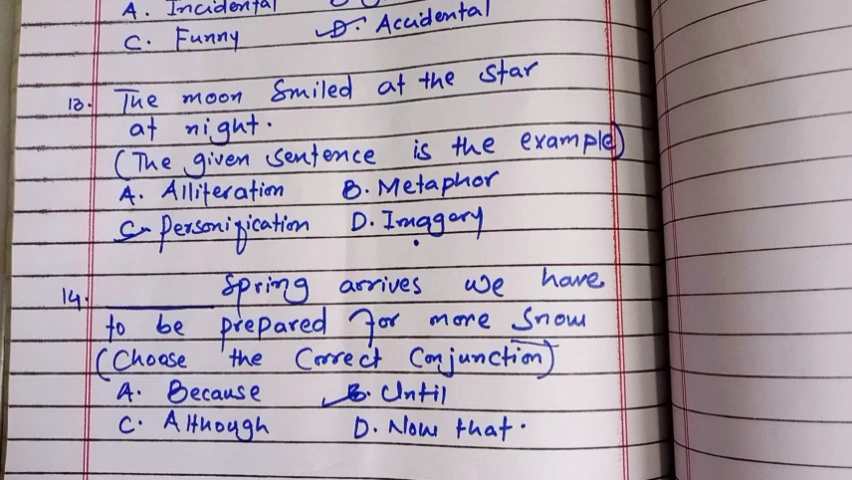 A. Incidental
C. Funny D. Accidental
13. The moon smiled at the star
at night.
(The given sentence is the example)
A. Alliteration B. Metaphor
C. Personification D. Imagary
14. ______ Spring arrives we have
to be prepared for more snow
(Choose the Correct Conjunction)
A. Because B. Until
C. Although D. Now that.